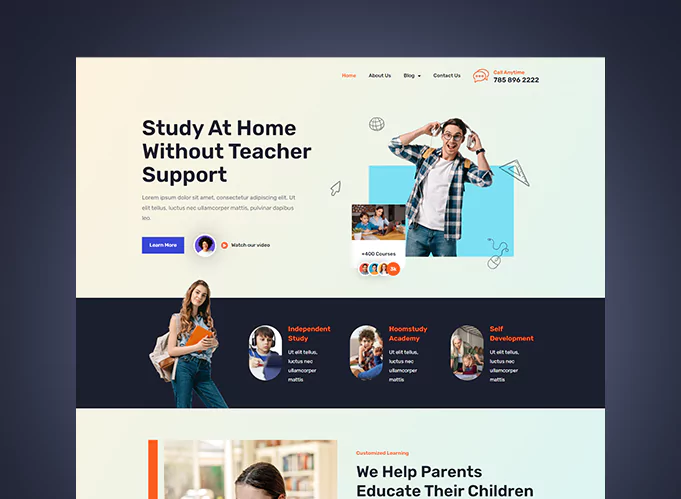 Home About Us Blog Contact Us Call Anytime
785 896 2222
Study At Home
Without Teacher
Support
Lorem ipsum dolor sit amet, consectetur adipiscing elit. Ut
elit tellus, luctus nec ullamcorper mattis, pulvinar dapibus
leo.
+400 Courses
3k
Learn More Watch our video
Independent
Study
Ut elit tellus,
luctus nec
ullamcorper
mattis
Hoomstudy
Academy
Ut elit tellus,
luctus nec
ullamcorper
mattis
Self
Development
Ut elit tellus,
luctus nec
ullamcorper
mattis
Customized Learning
We Help Parents
Educate Their Children